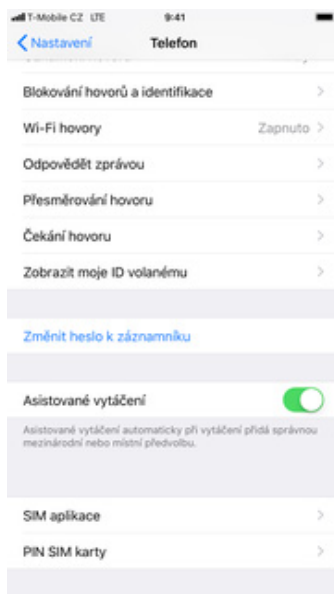 T-Mobile CZ LTE 9:41
Nastavení Telefon
Blokování hovorů a identifikace
Wi-Fi hovory Zapnuto
Odpovědět zprávou
Přesměrování hovoru
Čekání hovoru
Zobrazit moje ID volanému
Změnit heslo k záznamníku
Asistované vytáčení
Asistované vytáčení automaticky při vytáčení přidá správnou
mezinárodní nebo místní předvolbu.
SIM aplikace
PIN SIM karty